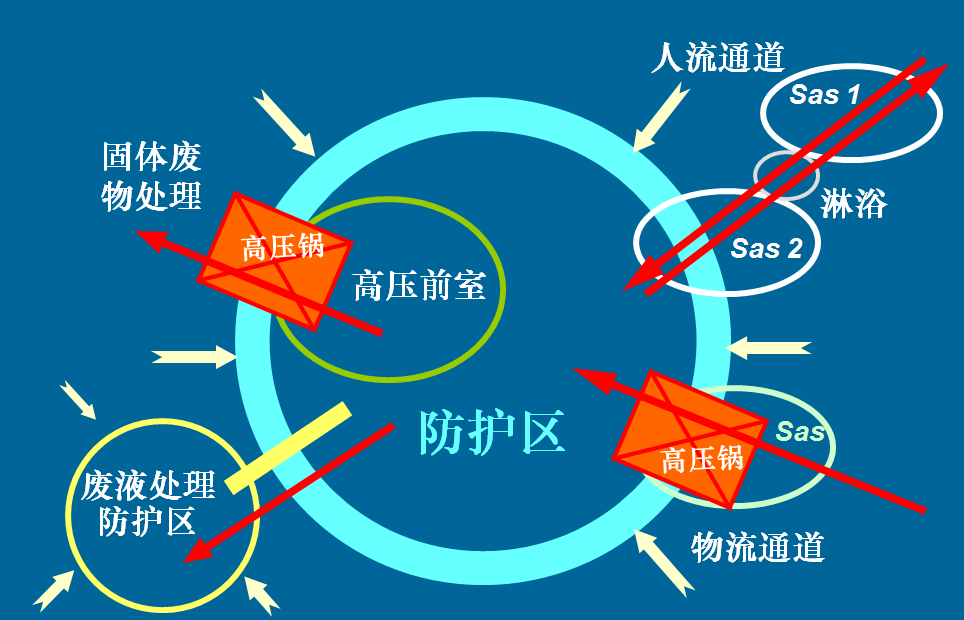 人流通道
Sas 1
固体废
物处理
淋浴
高压锅
Sas 2
高压前室
防护区
Sas
高压锅
废液处理
防护区
物流通道